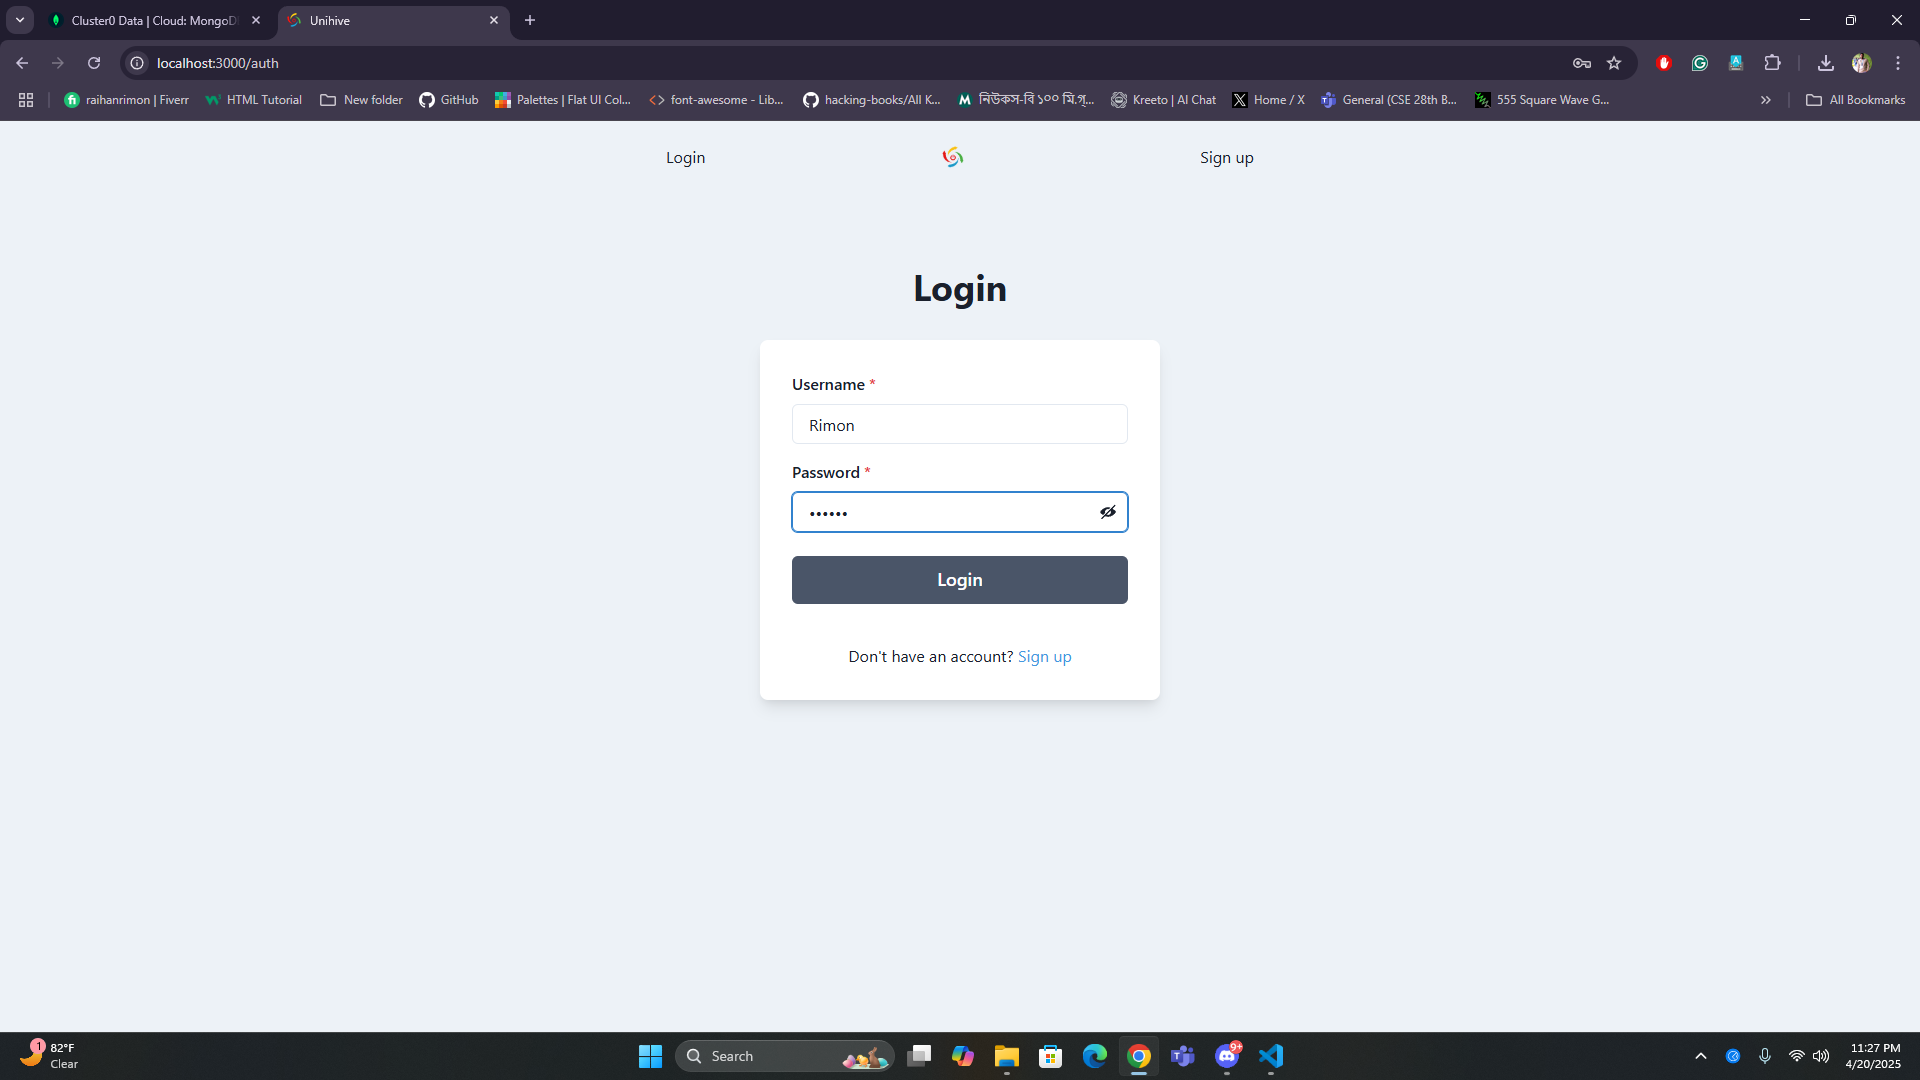 Cluster0 Data | Cloud: MongoD
Unihive
localhost:3000/auth
raihanrimon | Fiverr
HTML Tutorial
New folder
GitHub
Palettes | Flat UI Col...
font-awesome - Lib...
hacking-books/All K...
নিউকস-বি ১০০ মি.গ্...
Kreeto | AI Chat
Home / X
General (CSE 28th B...
555 Square Wave G...
All Bookmarks
Login
Sign up
Login
Username *
Rimon
Password *
Login
Don't have an account? Sign up
1
82°F
Clear
Search
9+
11:27 PM
4/20/2025